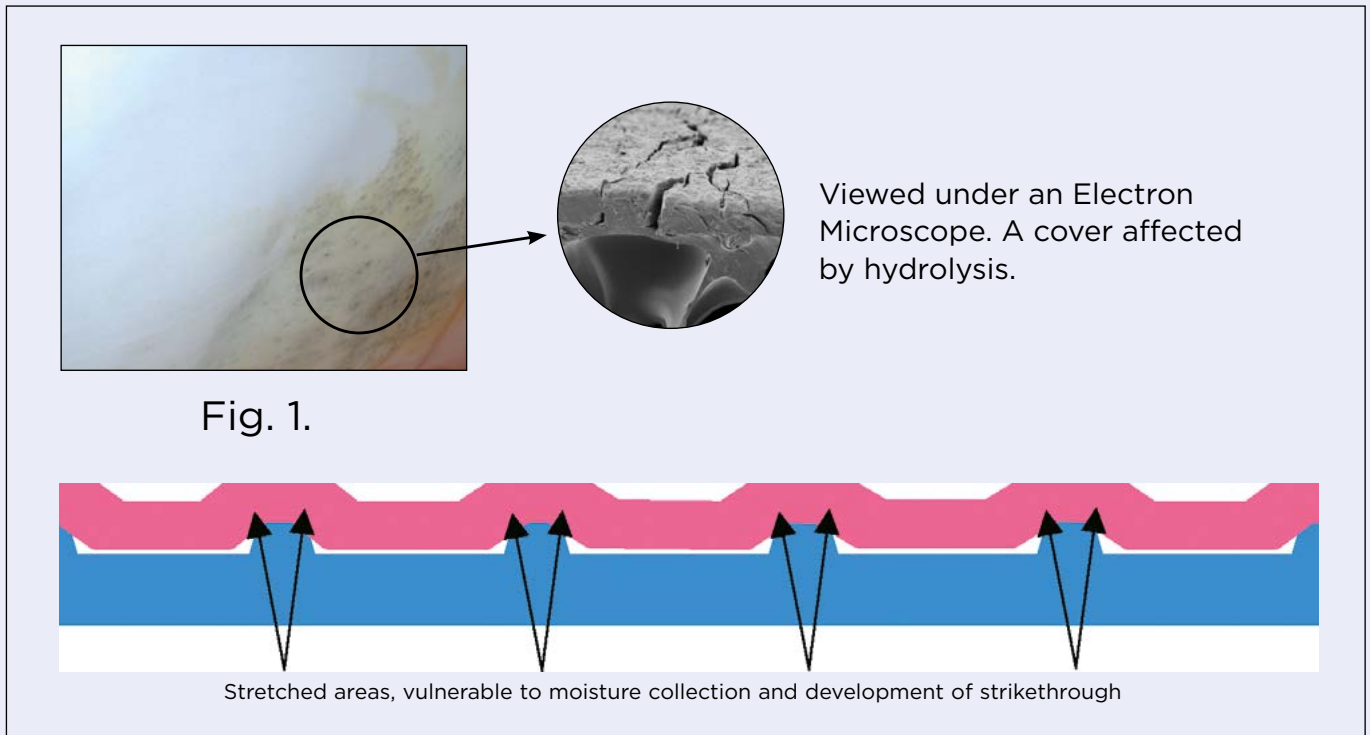 Viewed under an Electron
Microscope. A cover affected
by hydrolysis.
Fig. 1.
Stretched areas, vulnerable to moisture collection and development of strikethrough